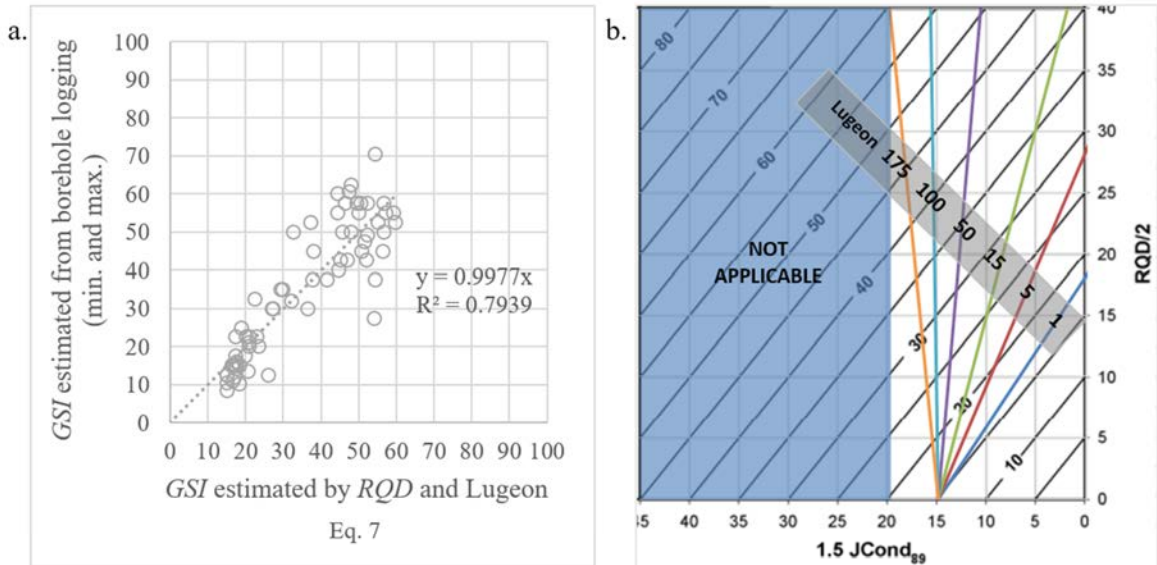 a.
100
90
80
70
60
50
40
30
20
10
0
GSI estimated from borehole logging
(min. and max.)
y = 0.9977x
R² = 0.7939
0 10 20 30 40 50 60 70 80 90 100
GSI estimated by RQD and Lugeon
Eq. 7
b.
80
70
60
50
40
30
20
10
Lugeon 175 100 50 15 5 1
NOT
APPLICABLE
40
35
30
25
20
15
10
5
0
RQD/2
45 40 35 30 25 20 15 10 5 0
1.5 JCond₈₉